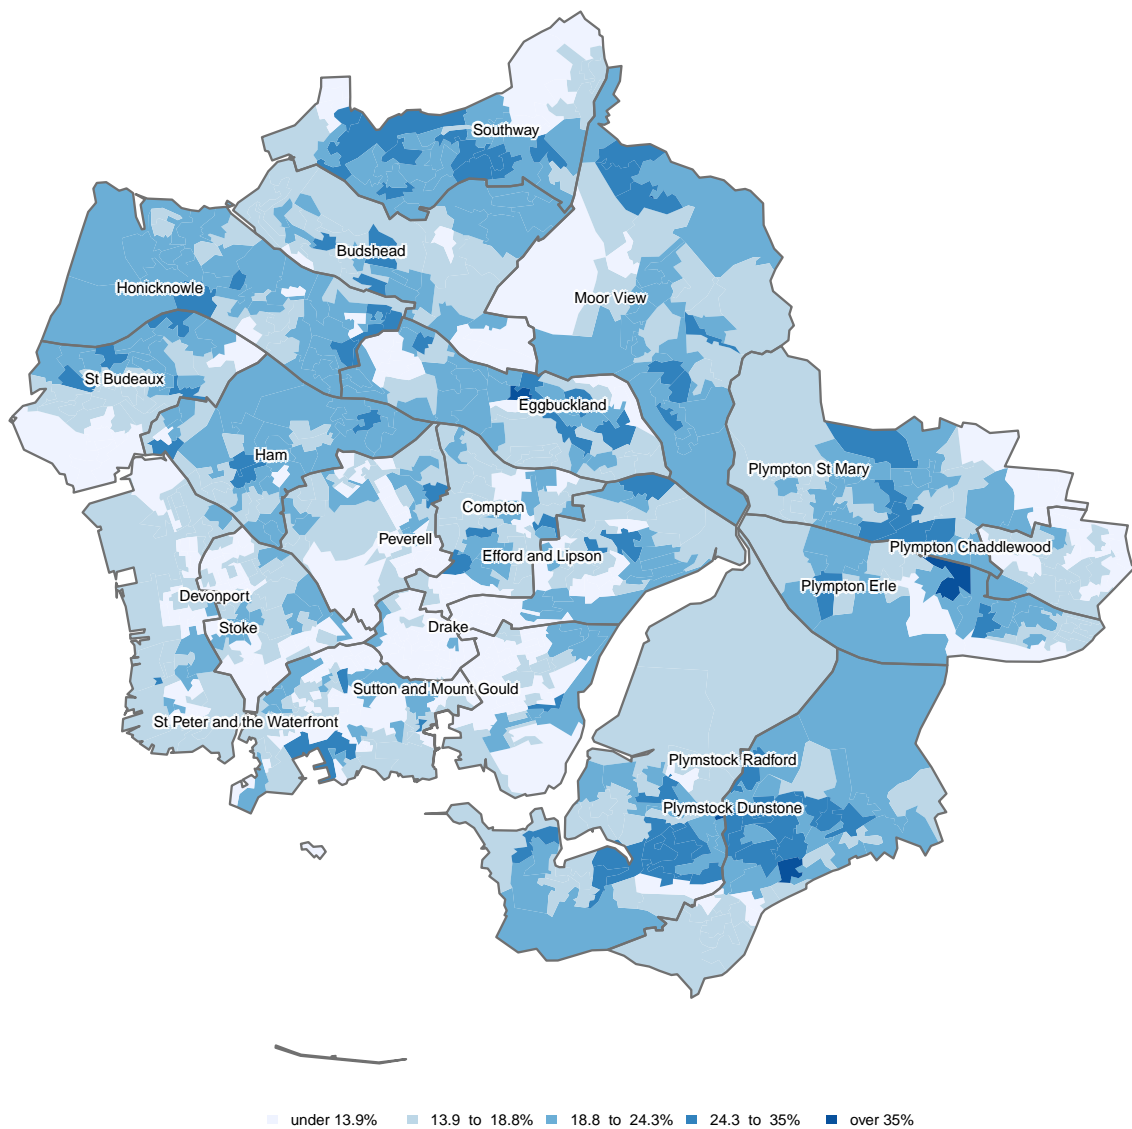 Southway
Budshead
Honicknowle
Moor View
St Budeaux
Eggbuckland
Ham
Plympton St Mary
Compton
Peverell
Plympton Chaddlewood
Efford and Lipson
Plympton Erle
Devonport
Stoke
Drake
Sutton and Mount Gould
St Peter and the Waterfront
Plymstock Radford
Plymstock Dunstone
under 13.9% 13.9 to 18.8% 18.8 to 24.3% 24.3 to 35% over 35%